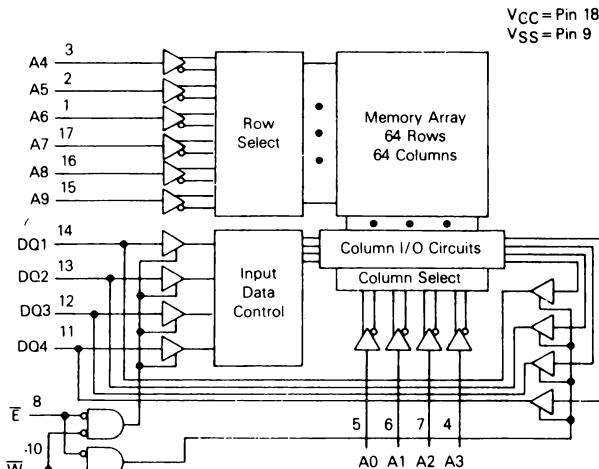 VCC = Pin 18
VSS = Pin 9
A4 3
A5 2
A6 1
A7 17
A8 16
A9 15
Row
Select
Memory Array
64 Rows
64 Columns
DQ1 14
DQ2 13
DQ3 12
DQ4 11
Input
Data
Control
Column I/O Circuits
Column Select
E 8
W 10
5 6 7 4
A0 A1 A2 A3